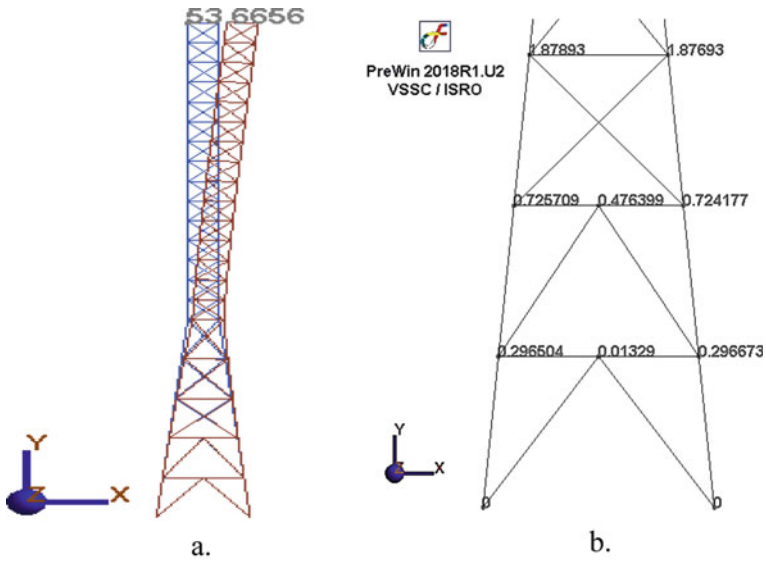 53.6656
Y
Z
X
a.
PreWin 2018R1.U2
VSSC / ISRO
1.87893
1.87693
0.725709
0.476399
0.724177
0.296504
0.01329
0.296673
Y
Z
X
0
0
b.